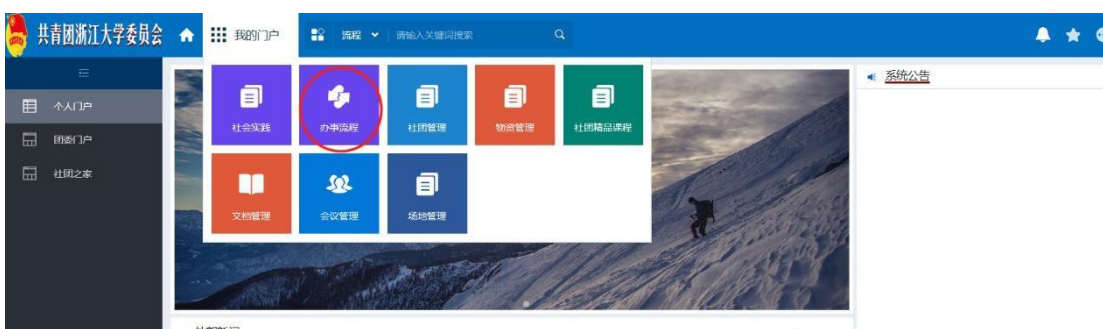 共青团浙江大学委员会
我的门户
流程
请输入关键词搜索
个人门户
团委门户
社团之家
社会实践
办事流程
社团管理
物资管理
社团精品课程
文档管理
会议管理
场地管理
系统公告